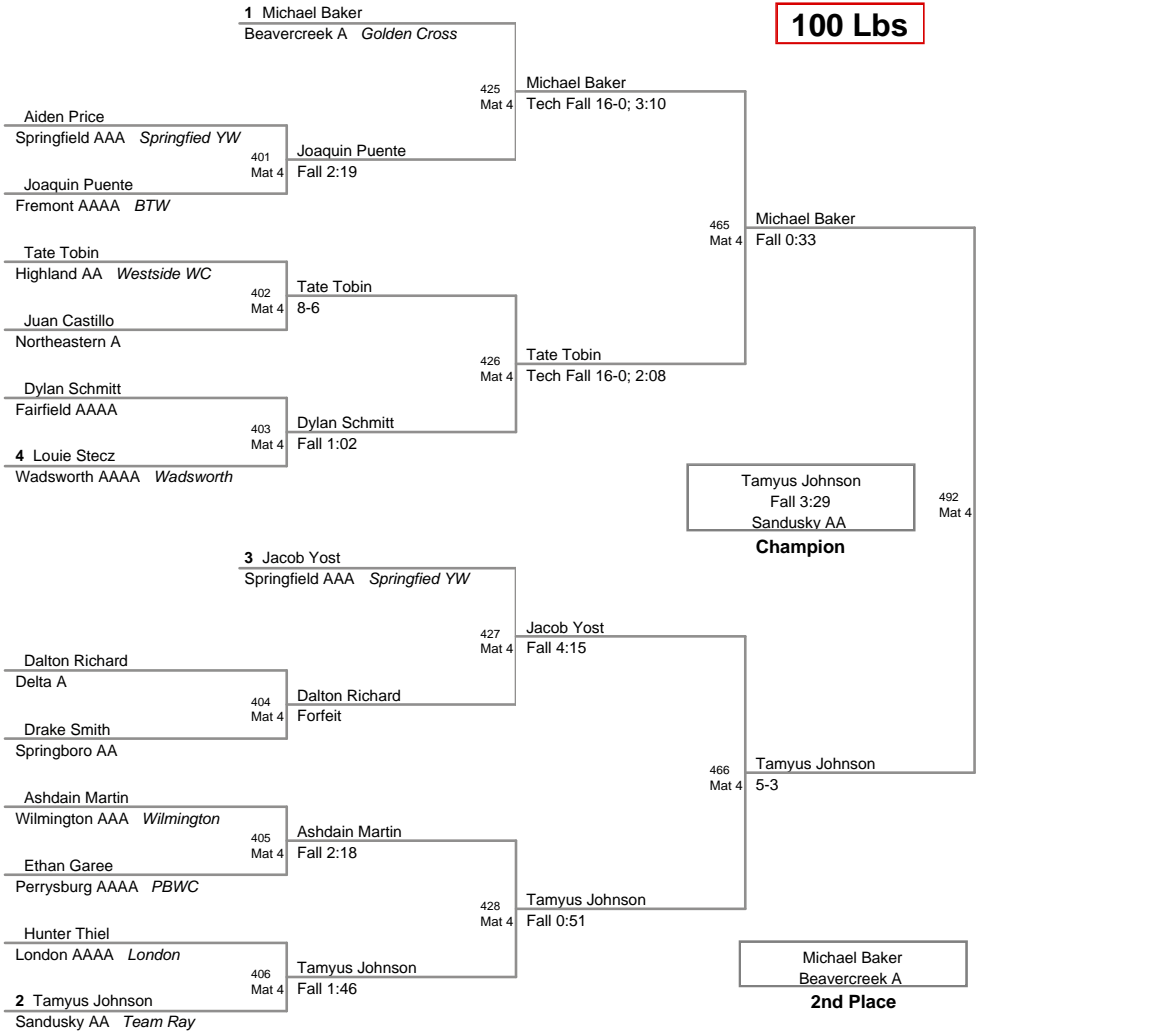 1 Michael Baker
Beavercreek A Golden Cross
100 Lbs
425
Mat 4
Michael Baker
Tech Fall 16-0; 3:10
Aiden Price
Springfield AAA Springfied YW
401
Mat 4
Joaquin Puente
Fall 2:19
Joaquin Puente
Fremont AAAA BTW
465
Mat 4
Michael Baker
Fall 0:33
Tate Tobin
Highland AA Westside WC
402
Mat 4
Tate Tobin
8-6
Juan Castillo
Northeastern A
426
Mat 4
Tate Tobin
Tech Fall 16-0; 2:08
Dylan Schmitt
Fairfield AAAA
403
Mat 4
Dylan Schmitt
Fall 1:02
4 Louie Stecz
Wadsworth AAAA Wadsworth
Tamyus Johnson
Fall 3:29
Sandusky AA
Champion
492
Mat 4
3 Jacob Yost
Springfield AAA Springfied YW
427
Mat 4
Jacob Yost
Fall 4:15
Dalton Richard
Delta A
404
Mat 4
Dalton Richard
Forfeit
Drake Smith
Springboro AA
466
Mat 4
Tamyus Johnson
5-3
Ashdain Martin
Wilmington AAA Wilmington
405
Mat 4
Ashdain Martin
Fall 2:18
Ethan Garee
Perrysburg AAAA PBWC
428
Mat 4
Tamyus Johnson
Fall 0:51
Hunter Thiel
London AAAA London
406
Mat 4
Tamyus Johnson
Fall 1:46
2 Tamyus Johnson
Sandusky AA Team Ray
Michael Baker
Beavercreek A
2nd Place